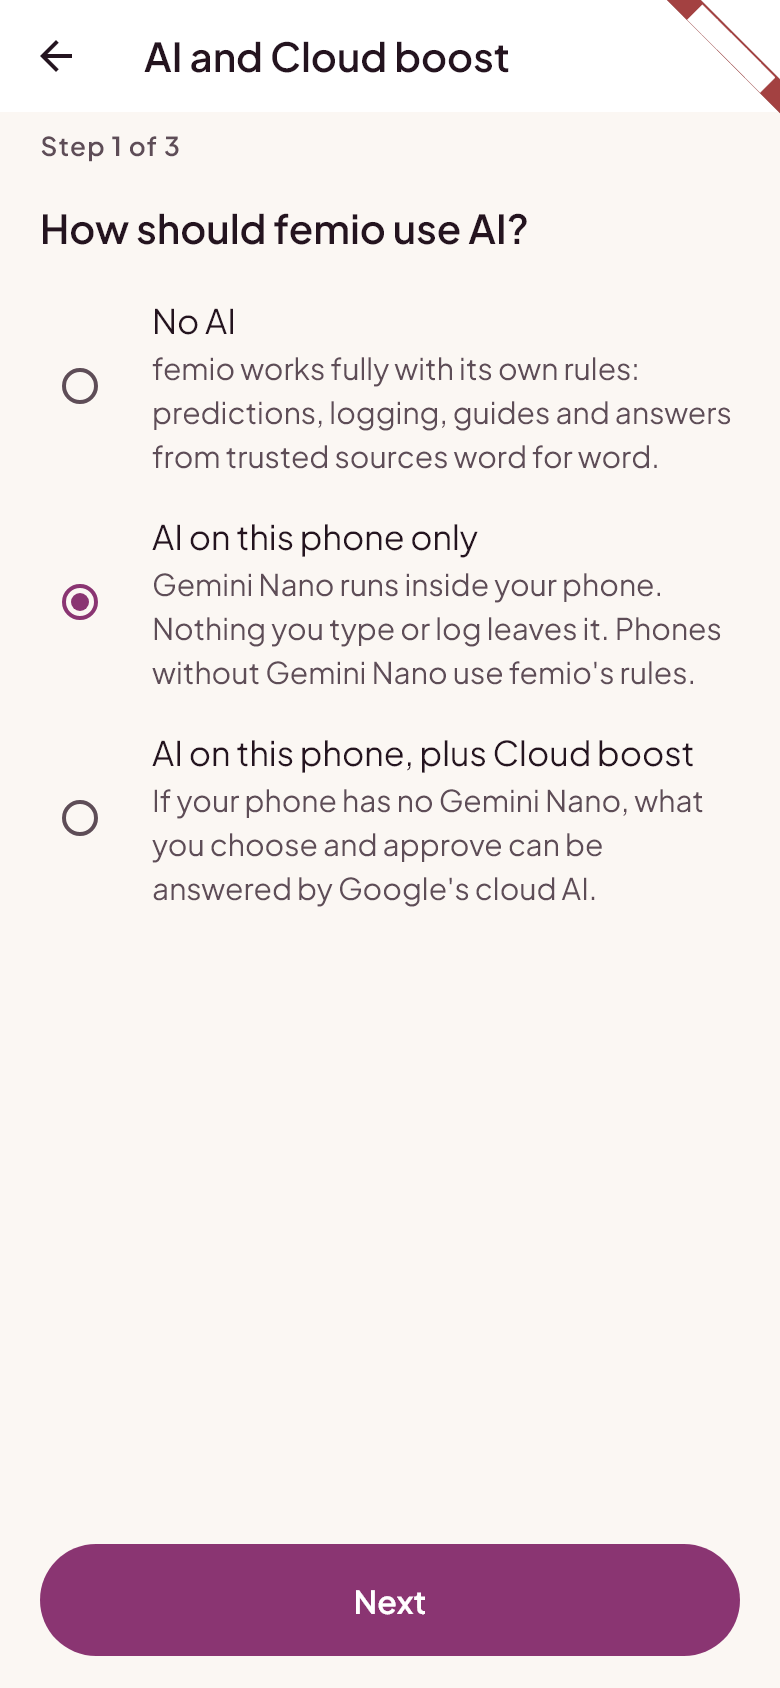 AI and Cloud boost
Step 1 of 3
How should femio use AI?
No AI
femio works fully with its own rules:
predictions, logging, guides and answers
from trusted sources word for word.
AI on this phone only
Gemini Nano runs inside your phone.
Nothing you type or log leaves it. Phones
without Gemini Nano use femio's rules.
AI on this phone, plus Cloud boost
If your phone has no Gemini Nano, what
you choose and approve can be
answered by Google's cloud AI.
Next